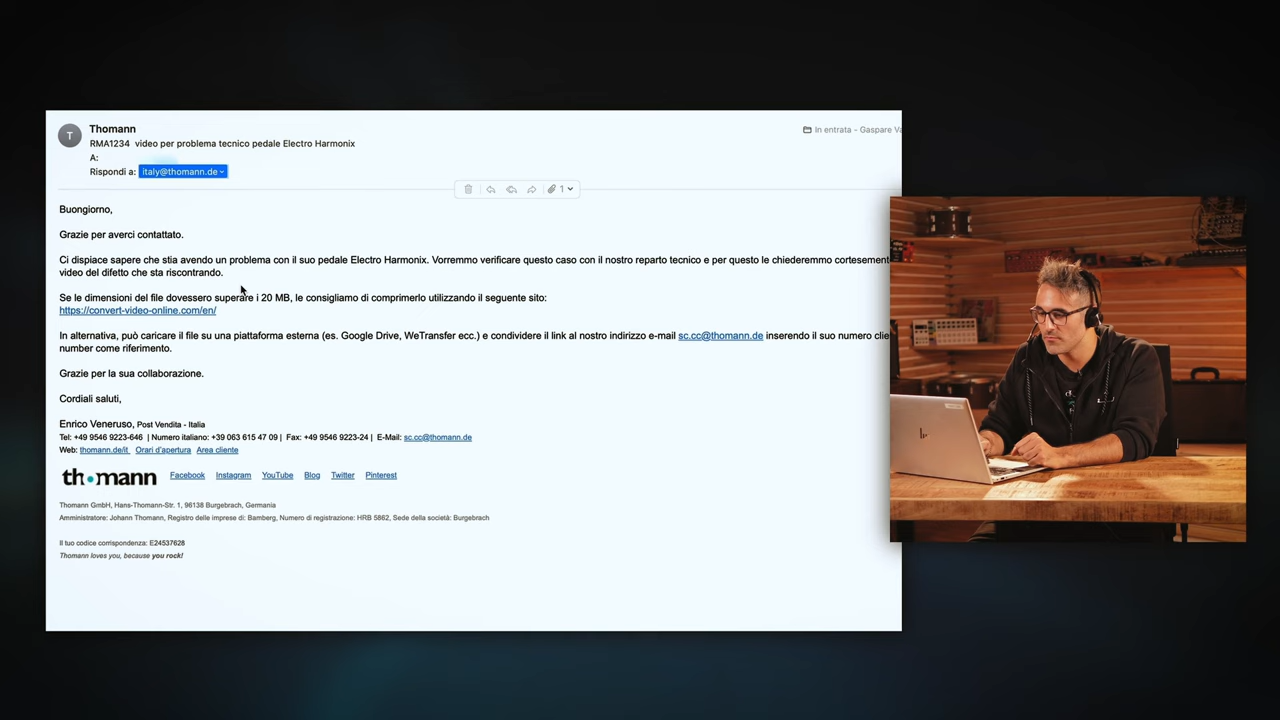 T
Thomann
In entrata - Gaspare Va
RMA1234 video per problema tecnico pedale Electro Harmonix
A:
Rispondi a: italy@thomann.de
1
Buongiorno,
Grazie per averci contattato.
Ci dispiace sapere che stia avendo un problema con il suo pedale Electro Harmonix. Vorremmo verificare questo caso con il nostro reparto tecnico e per questo le chiederemmo cortesement
video del difetto che sta riscontrando.
Se le dimensioni del file dovessero superare i 20 MB, le consigliamo di comprimerlo utilizzando il seguente sito:
https://convert-video-online.com/en/
In alternativa, può caricare il file su una piattaforma esterna (es. Google Drive, WeTransfer ecc.) e condividere il link al nostro indirizzo e-mail sc.cc@thomann.de inserendo il suo numero clie
number come riferimento.
Grazie per la sua collaborazione.
Cordiali saluti,
Enrico Veneruso, Post Vendita - Italia
Tel: +49 9546 9223-646 | Numero italiano: +39 063 615 47 09 | Fax: +49 9546 9223-24 | E-Mail: sc.cc@thomann.de
Web: thomann.de/it Orari d'apertura Area cliente
thomann Facebook Instagram YouTube Blog Twitter Pinterest
Thomann GmbH, Hans-Thomann-Str. 1, 96138 Burgebrach, Germania
Amministratore: Johann Thomann, Registro delle imprese di: Bamberg, Numero di registrazione: HRB 5862, Sede della società: Burgebrach
Il tuo codice corrispondenza: E24537628
Thomann loves you, because you rock!